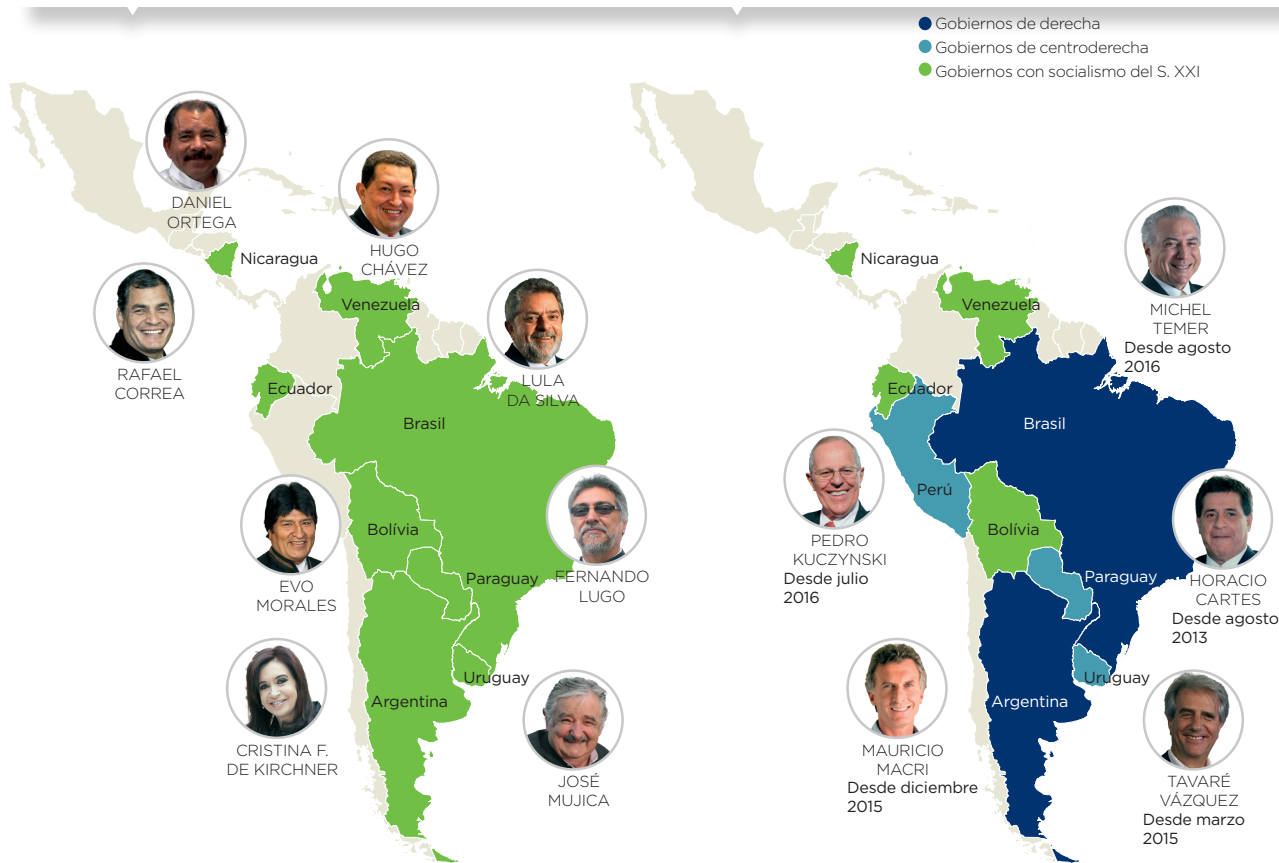 Gobiernos de derecha
Gobiernos de centroderecha
Gobiernos con socialismo del S. XXI
DANIEL
ORTEGA
HUGO
CHÁVEZ
Nicaragua
Venezuela
RAFAEL
CORREA
Ecuador
LULA
DA SILVA
Brasil
EVO
MORALES
Bolívia
Paraguay
FERNANDO
LUGO
CRISTINA F.
DE KIRCHNER
Uruguay
Argentina
JOSÉ
MUJICA
Nicaragua
Venezuela
MICHEL
TEMER
Desde agosto
2016
Ecuador
Brasil
Perú
PEDRO
KUCZYNSKI
Desde julio
2016
Bolívia
Paraguay
HORACIO
CARTES
Desde agosto
2013
Uruguay
Argentina
MAURICIO
MACRI
Desde diciembre
2015
TAVARÉ
VÁZQUEZ
Desde marzo
2015